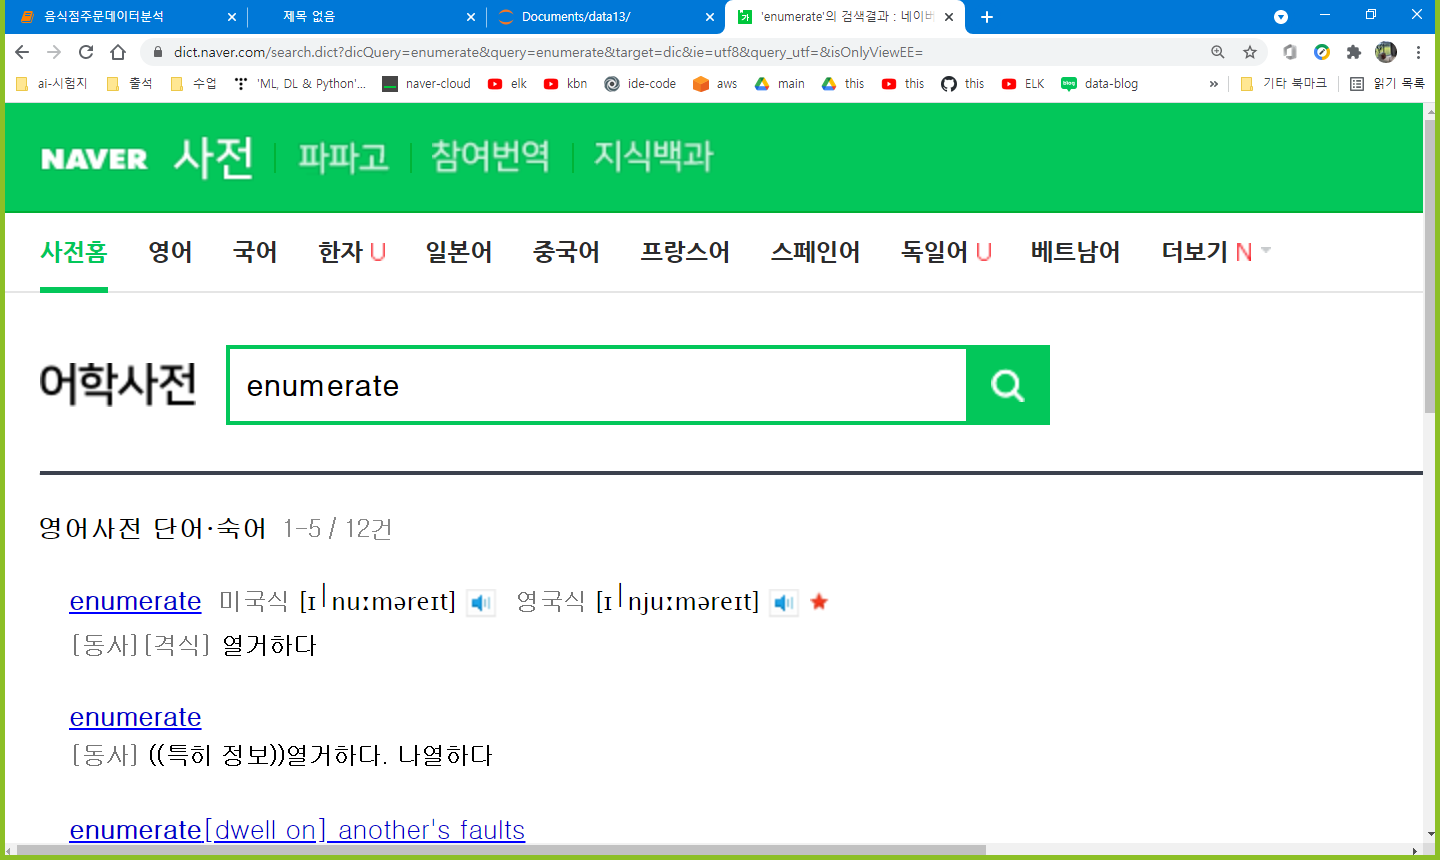 음식점주문데이터분석
제목 없음
Documents/data13/
'enumerate'의 검색결과 : 네이버
dict.naver.com/search.dict?dicQuery=enumerate&query=enumerate&target=dic&ie=utf8&query_utf=&isOnlyViewEE=
ai-시험지 출석 수업 'ML, DL & Python'... naver-cloud elk kbn ide-code aws main this this this ELK data-blog » 기타 북마크 읽기 목록
NAVER 사전 파파고 참여번역 지식백과
사전홈 영어 국어 한자 U 일본어 중국어 프랑스어 스페인어 독일어 U 베트남어 더보기 N
어학사전 enumerate
영어사전 단어·숙어 1-5 / 12건
enumerate 미국식 [ɪ|nuːməreɪt] 영국식 [ɪ|njuːməreɪt]
[동사][격식] 열거하다
enumerate
[동사] ((특히 정보))열거하다. 나열하다
enumerate[dwell on] another's faults